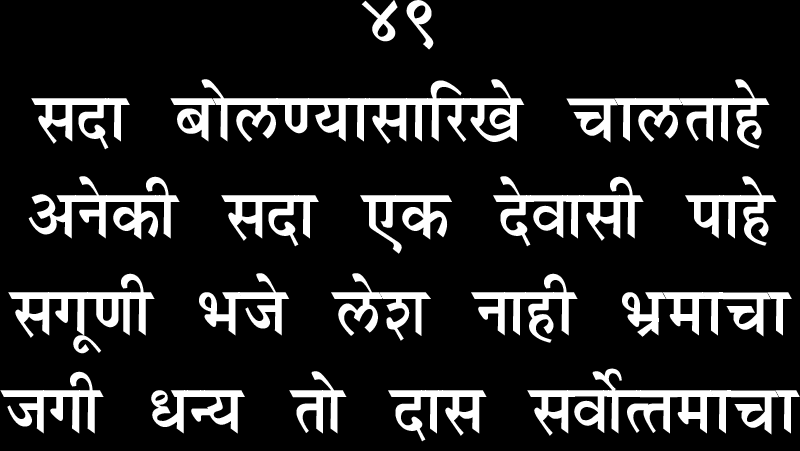 ४९
सदा बोलण्यासारिखे चालताहे
अनेकी सदा एक देवासी पाहे
सगूणी भजे लेश नाही भ्रमाचा
जगी धन्य तो दास सर्वोत्तमाचा